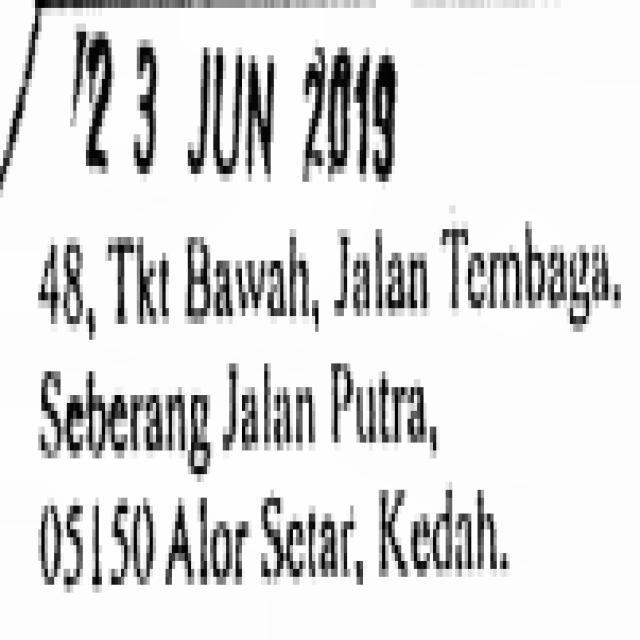 23 JUN 2019
48, Tkt Bawah, Jalan Tembaga.
Seberang Jalan Putra,
05150 Alor Setar, Kedah.